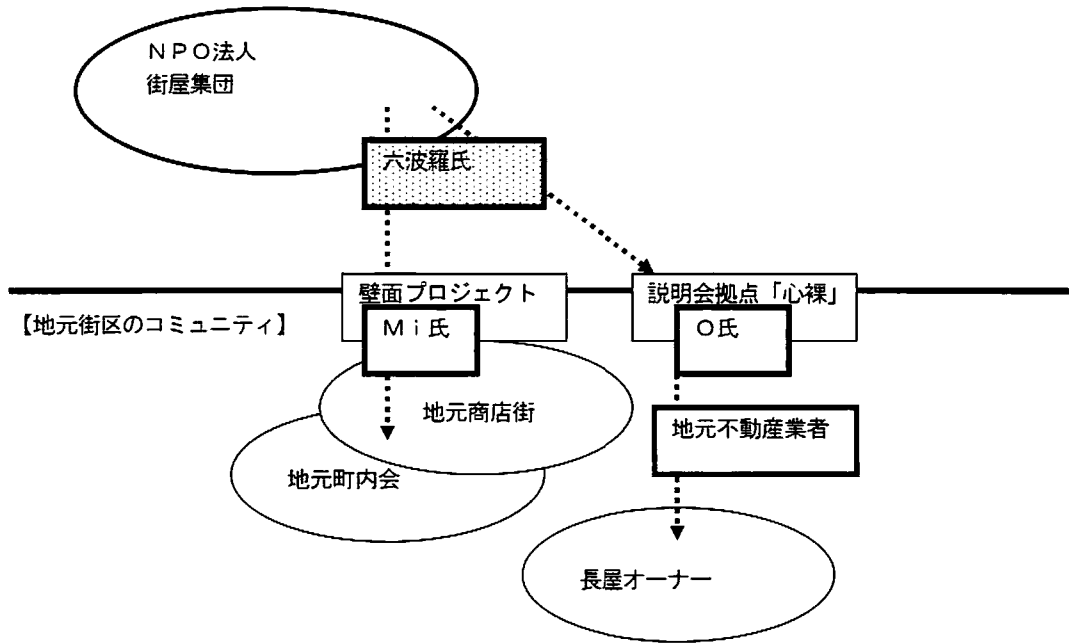 ＮＰＯ法人
街屋集団
六波羅氏
壁面プロジェクト
説明会拠点「心裸」
【地元街区のコミュニティ】
Ｍｉ氏
Ｏ氏
地元商店街
地元不動産業者
地元町内会
長屋オーナー